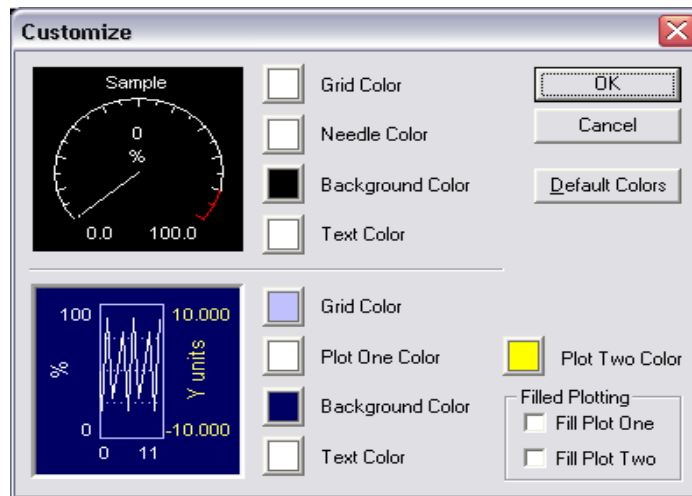 Customize
Sample
0
%
0.0 100.0
Grid Color
Needle Color
Background Color
Text Color
OK
Cancel
Default Colors
100
10.000
%
Y units
0
-10.000
0 11
Grid Color
Plot One Color
Background Color
Text Color
Plot Two Color
Filled Plotting
Fill Plot One
Fill Plot Two